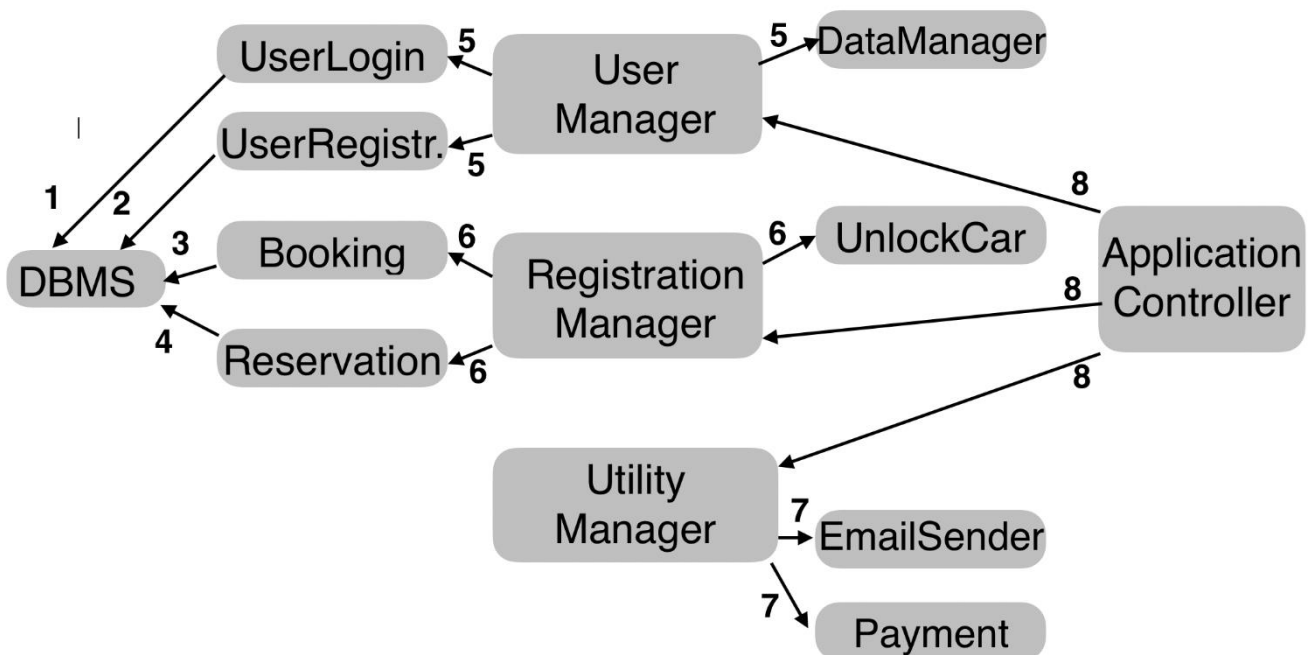 UserLogin
5
User
Manager
5
DataManager
UserRegistr.
5
8
1
2
3
Booking
6
Registration
Manager
6
UnlockCar
Application
Controller
DBMS
8
4
Reservation
6
8
Utility
Manager
7
EmailSender
7
Payment